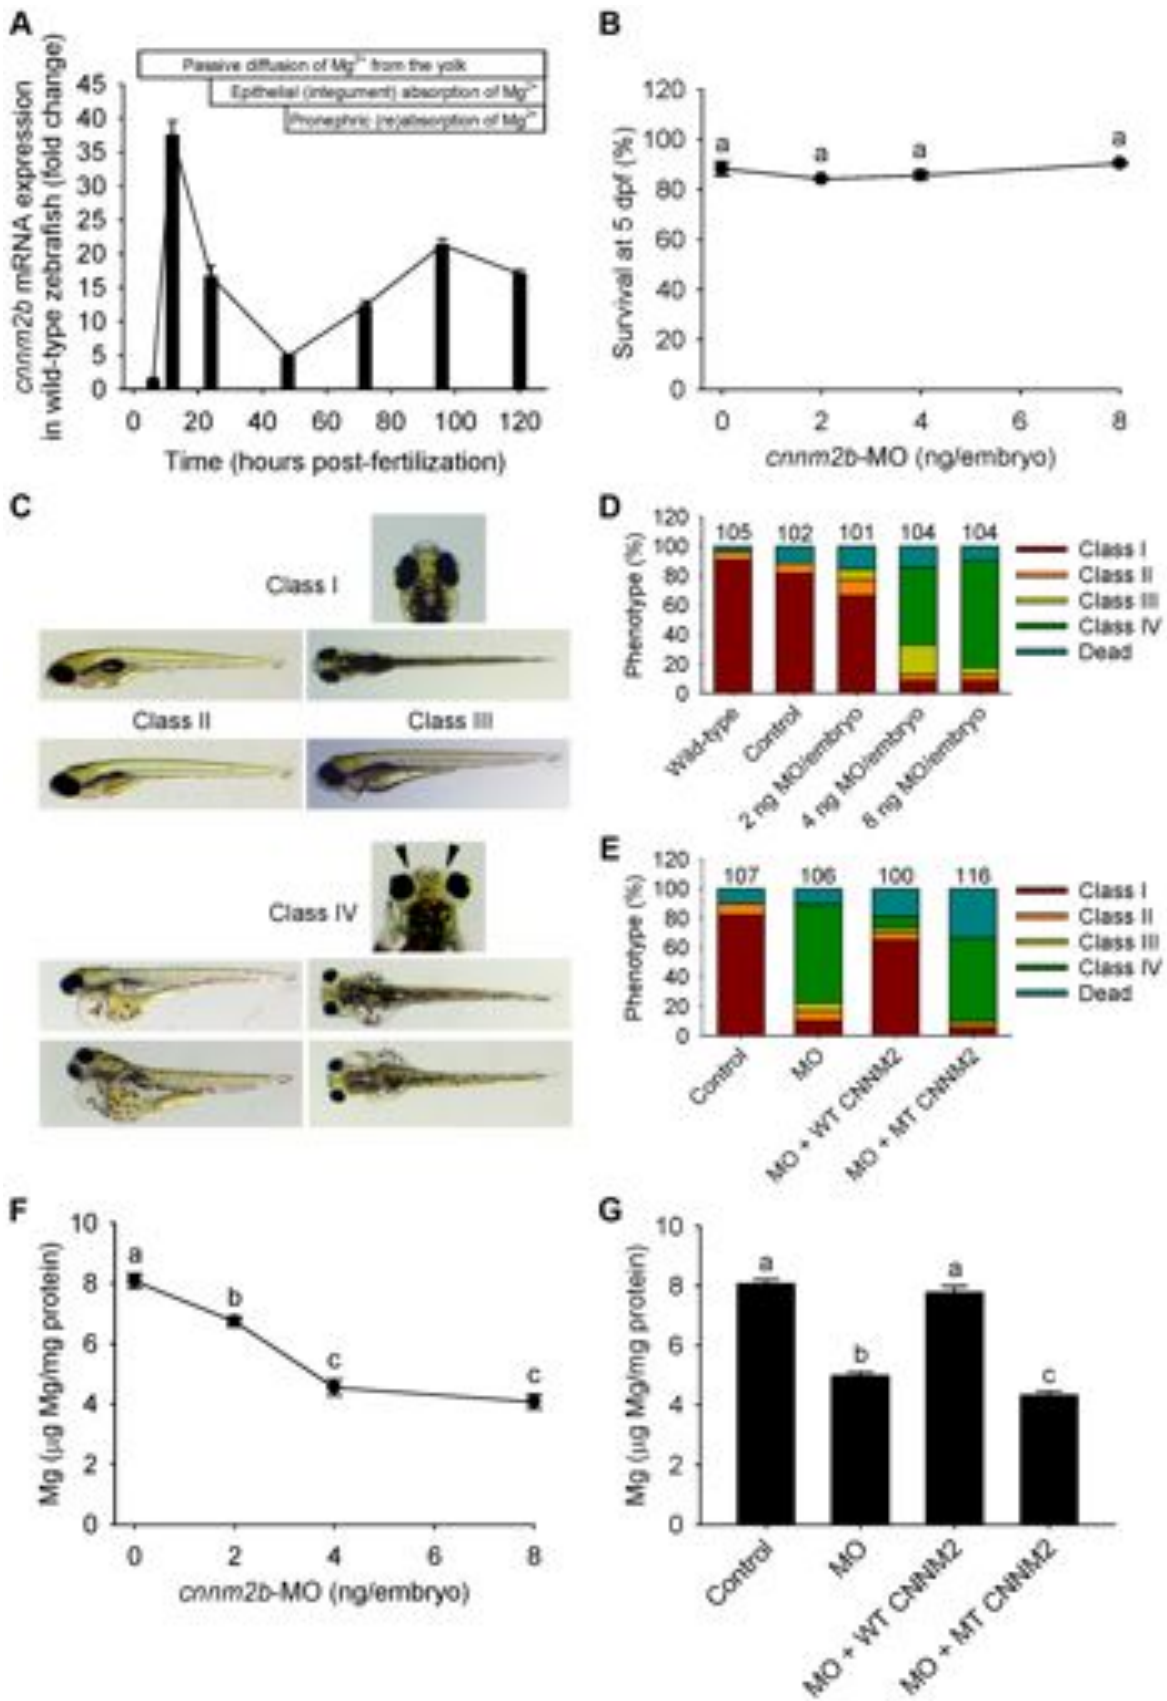 A
cnnm2b mRNA expression
in wild-type zebrafish (fold change)
Passive diffusion of Mg2+ from the yolk
Epithelial (integument) absorption of Mg2+
Pronephric (re)absorption of Mg2+
45
40
35
30
25
20
15
10
5
0
0 20 40 60 80 100 120
Time (hours post-fertilization)
B
Survival at 5 dpf (%)
120
100
80
60
40
20
0
a a a a
0 2 4 6 8
cnnm2b-MO (ng/embryo)
C
Class I
Class II Class III
Class IV
D
Phenotype (%)
120
100
80
60
40
20
0
105 102 101 104 104
Wild-type
Control
2 ng MO/embryo
4 ng MO/embryo
8 ng MO/embryo
Class I
Class II
Class III
Class IV
Dead
E
Phenotype (%)
120
100
80
60
40
20
0
107 106 100 116
Control
MO
MO + WT CNNM2
MO + MT CNNM2
Class I
Class II
Class III
Class IV
Dead
F
Mg (µg Mg/mg protein)
10
8
6
4
2
0
a b c c
0 2 4 6 8
cnnm2b-MO (ng/embryo)
G
Mg (µg Mg/mg protein)
10
8
6
4
2
0
a b a c
Control
MO
MO + WT CNNM2
MO + MT CNNM2